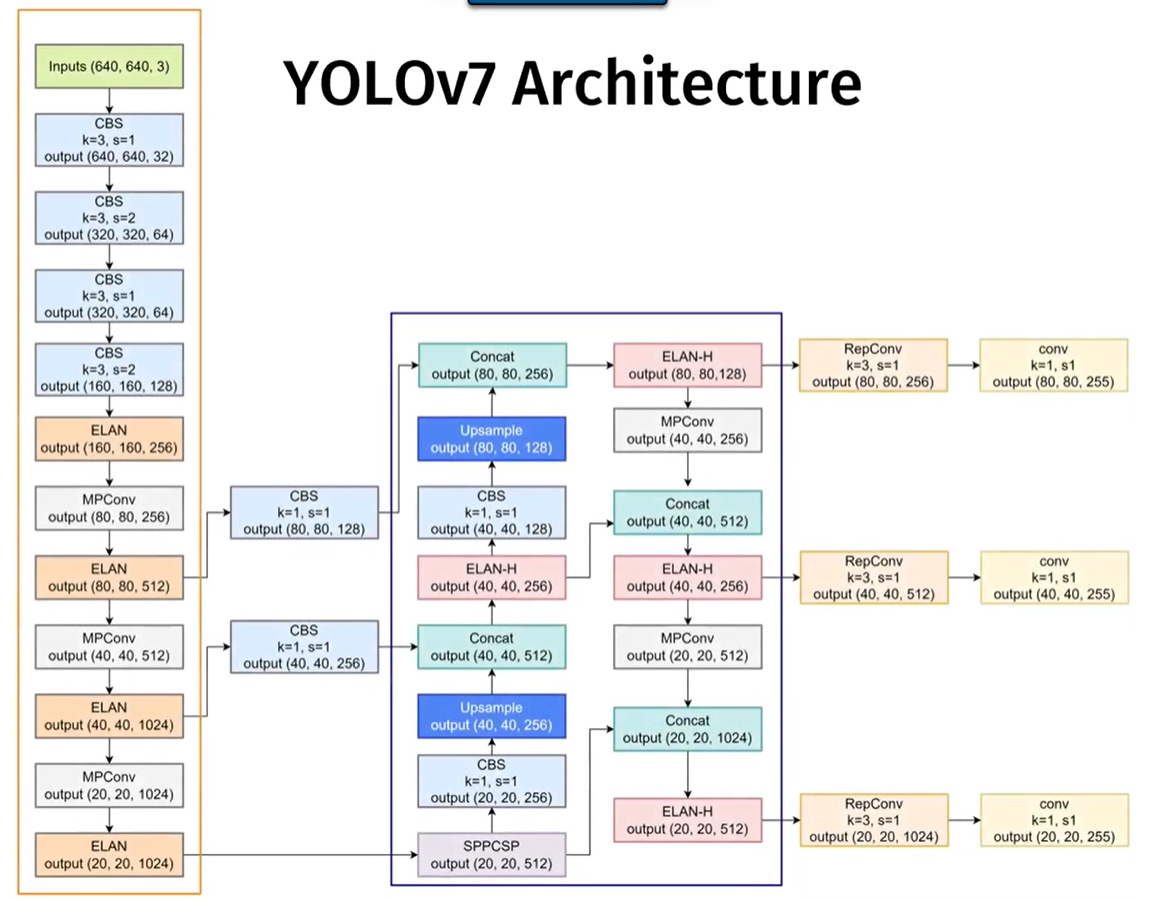 YOLOv7 Architecture
Inputs (640, 640, 3)
CBS
k=3, s=1
output (640, 640, 32)
CBS
k=3, s=2
output (320, 320, 64)
CBS
k=3, s=1
output (320, 320, 64)
CBS
k=3, s=2
output (160, 160, 128)
ELAN
output (160, 160, 256)
MPConv
output (80, 80, 256)
ELAN
output (80, 80, 512)
MPConv
output (40, 40, 512)
ELAN
output (40, 40, 1024)
MPConv
output (20, 20, 1024)
ELAN
output (20, 20, 1024)
CBS
k=1, s=1
output (80, 80, 128)
CBS
k=1, s=1
output (40, 40, 256)
Concat
output (80, 80, 256)
Upsample
output (80, 80, 128)
CBS
k=1, s=1
output (40, 40, 128)
ELAN-H
output (40, 40, 256)
Concat
output (40, 40, 512)
Upsample
output (40, 40, 256)
CBS
k=1, s=1
output (20, 20, 256)
SPPCSP
output (20, 20, 512)
ELAN-H
output (80, 80,128)
MPConv
output (40, 40, 256)
Concat
output (40, 40, 512)
ELAN-H
output (40, 40, 256)
MPConv
output (20, 20, 512)
Concat
output (20, 20, 1024)
ELAN-H
output (20, 20, 512)
RepConv
k=3, s=1
output (80, 80, 256)
conv
k=1, s1
output (80, 80, 255)
RepConv
k=3, s=1
output (40, 40, 512)
conv
k=1, s1
output (40, 40, 255)
RepConv
k=3, s=1
output (20, 20, 1024)
conv
k=1, s1
output (20, 20, 255)